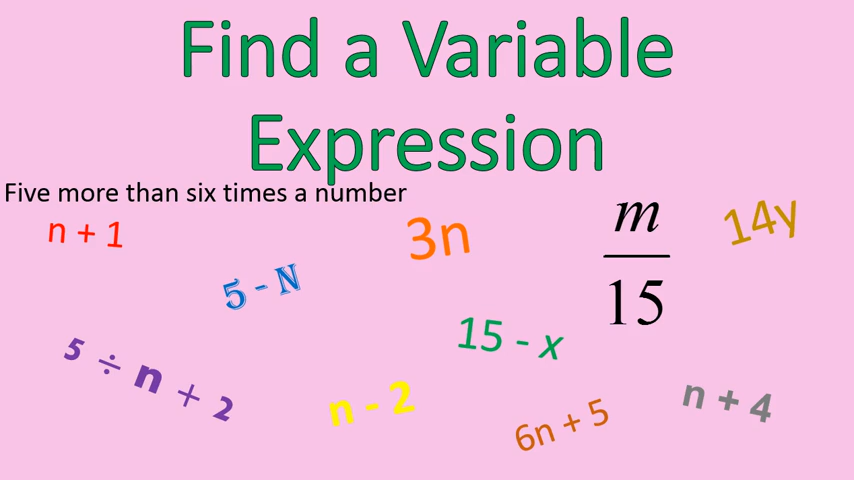 Find a Variable
Expression
Five more than six times a number
n + 1
3n
m
15
14y
5 - N
15 - x
5 ÷ n + 2
n - 2
6n + 5
n + 4